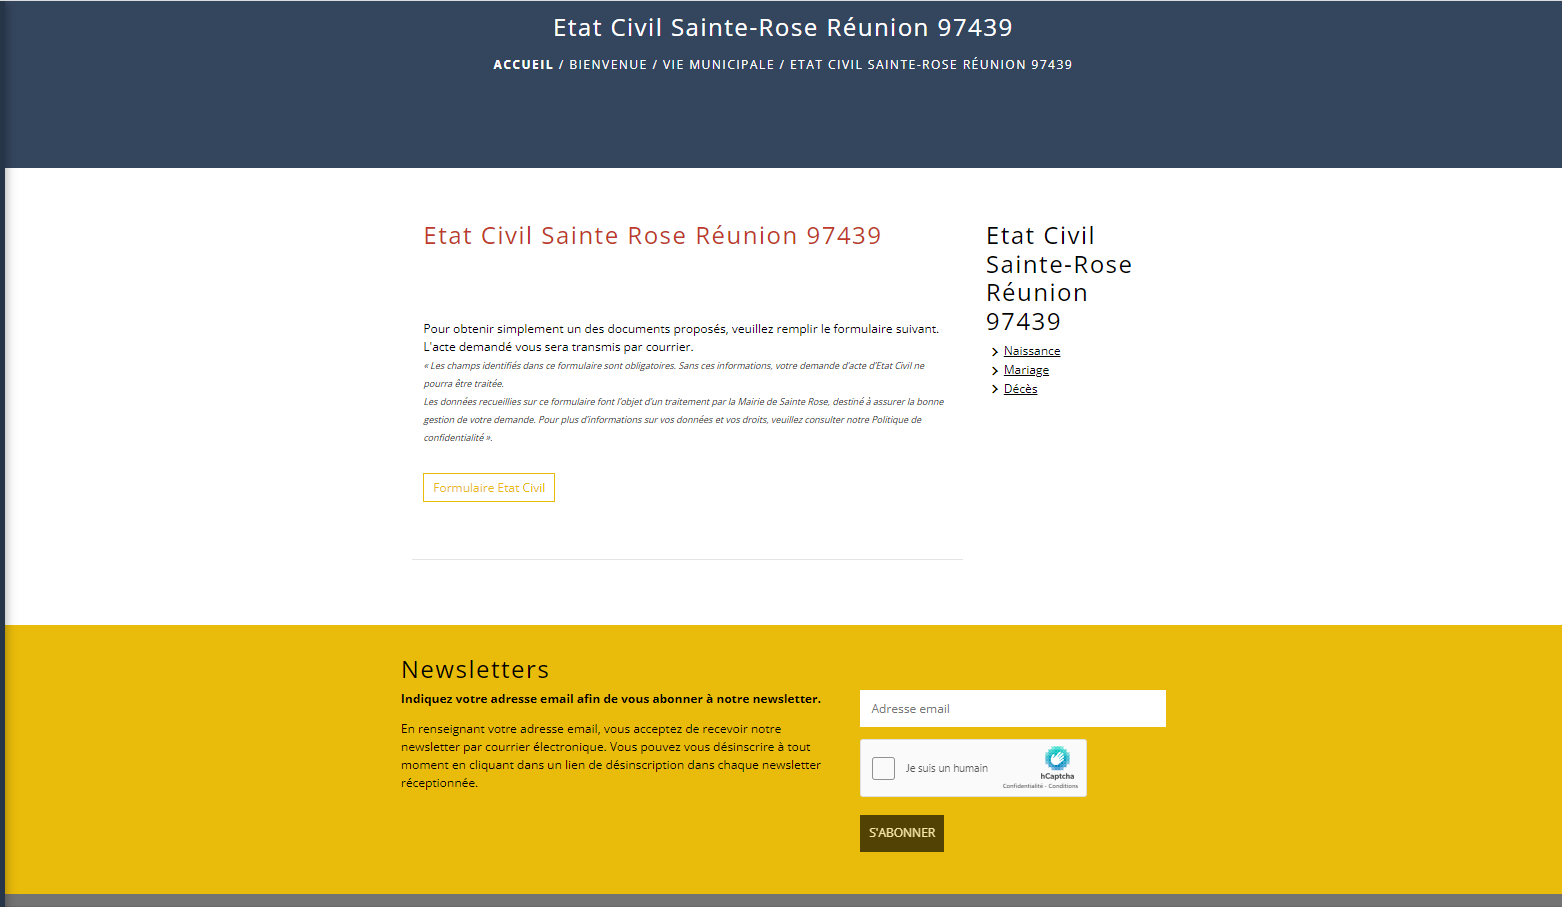 Etat Civil Sainte-Rose Réunion 97439
ACCUEIL / BIENVENUE / VIE MUNICIPALE / ETAT CIVIL SAINTE-ROSE RÉUNION 97439
Etat Civil Sainte Rose Réunion 97439
Pour obtenir simplement un des documents proposés, veuillez remplir le formulaire suivant.
L'acte demandé vous sera transmis par courrier.
« Les champs identifiés dans ce formulaire sont obligatoires. Sans ces informations, votre demande d'acte d'Etat Civil ne
pourra être traitée.
Les données recueillies sur ce formulaire font l'objet d'un traitement par la Mairie de Sainte Rose, destiné à assurer la bonne
gestion de votre demande. Pour plus d'informations sur vos données et vos droits, veuillez consulter notre Politique de
confidentialité ».
Formulaire Etat Civil
Etat Civil
Sainte-Rose
Réunion
97439
Naissance
Mariage
Décès
Newsletters
Indiquez votre adresse email afin de vous abonner à notre newsletter.
En renseignant votre adresse email, vous acceptez de recevoir notre
newsletter par courrier électronique. Vous pouvez vous désinscrire à tout
moment en cliquant dans un lien de désinscription dans chaque newsletter
réceptionnée.
Adresse email
Je suis un humain
hCaptcha
Confidentialité - Conditions
S'ABONNER